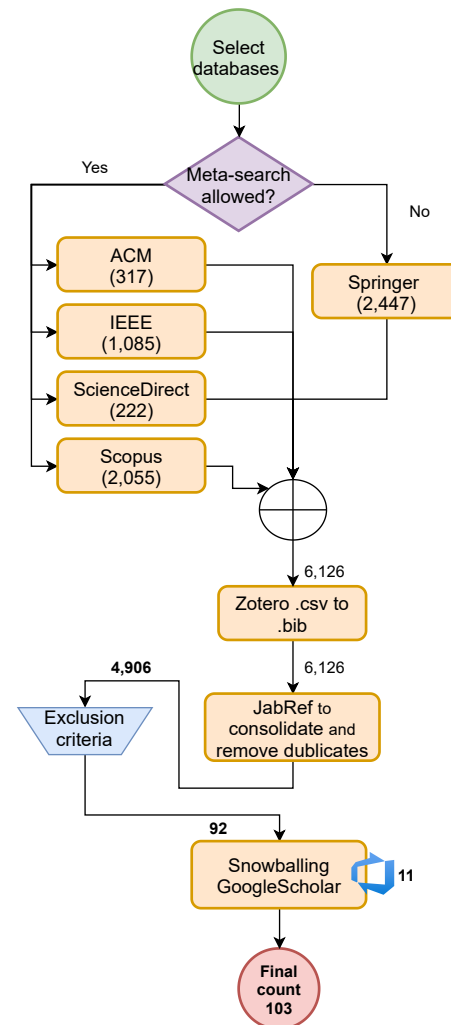 Select
databases
Meta-search
allowed?
Yes
No
ACM
(317)
Springer
(2,447)
IEEE
(1,085)
ScienceDirect
(222)
Scopus
(2,055)
6,126
Zotero .csv to
.bib
6,126
4,906
JabRef to
consolidate and
remove dublicates
Exclusion
criteria
92
Snowballing
GoogleScholar
11
Final
count
103